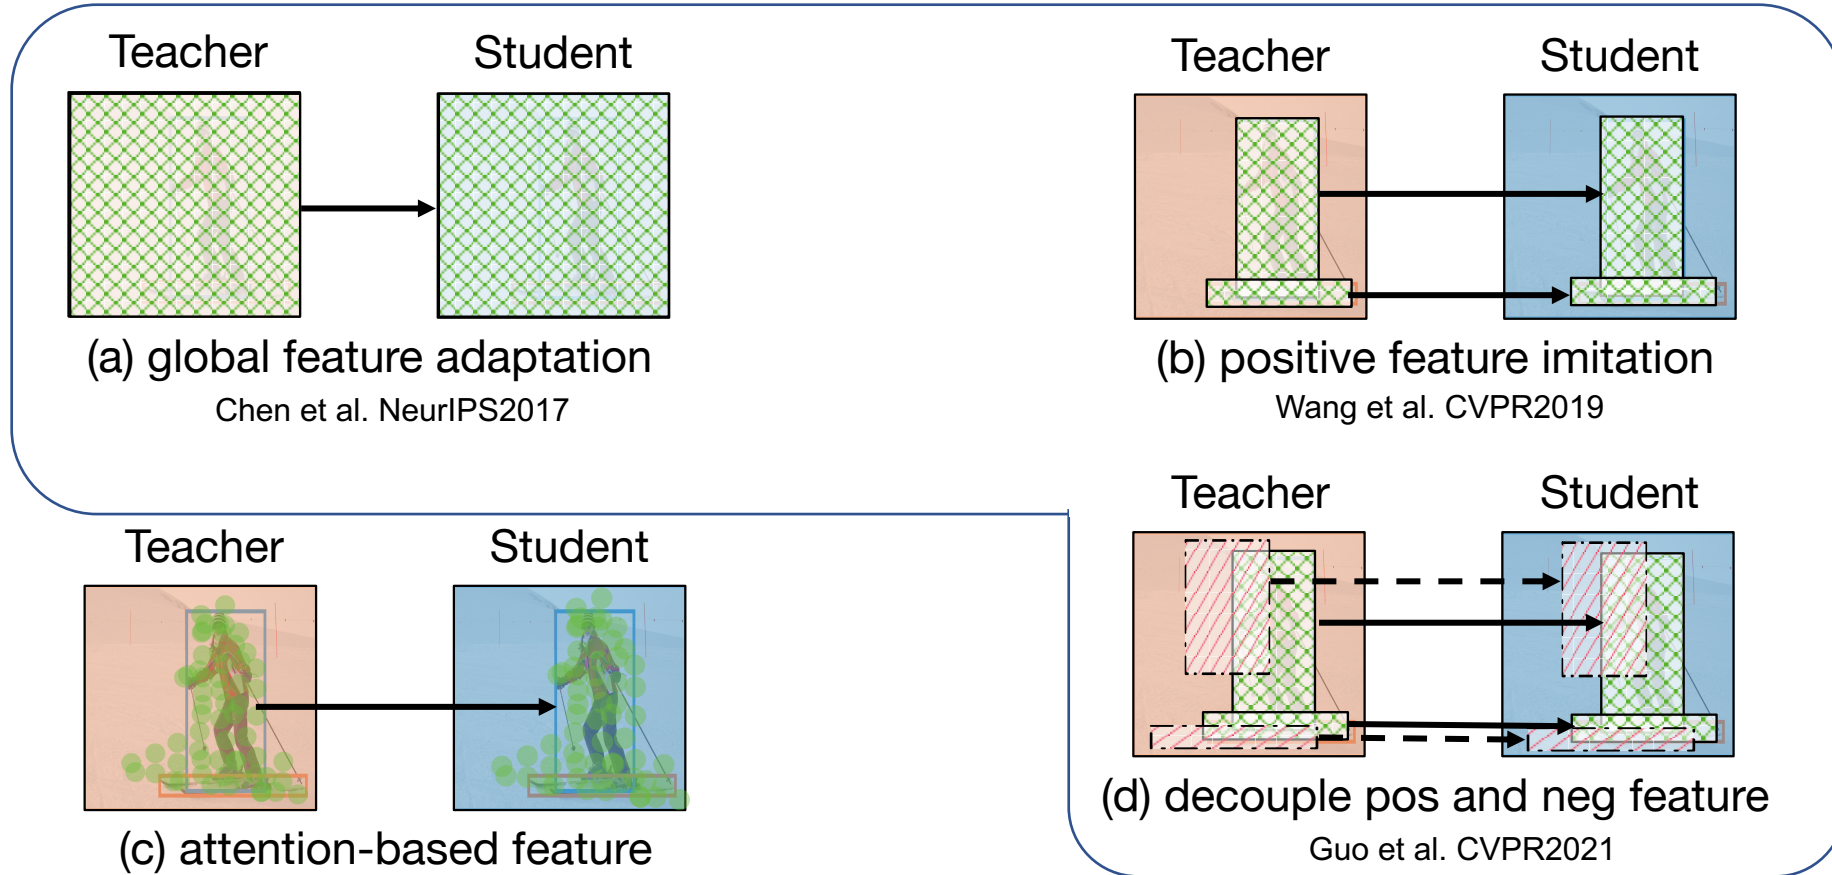 Teacher Student
(a) global feature adaptation
Chen et al. NeurIPS2017
Teacher Student
(b) positive feature imitation
Wang et al. CVPR2019
Teacher Student
(c) attention-based feature
Teacher Student
(d) decouple pos and neg feature
Guo et al. CVPR2021